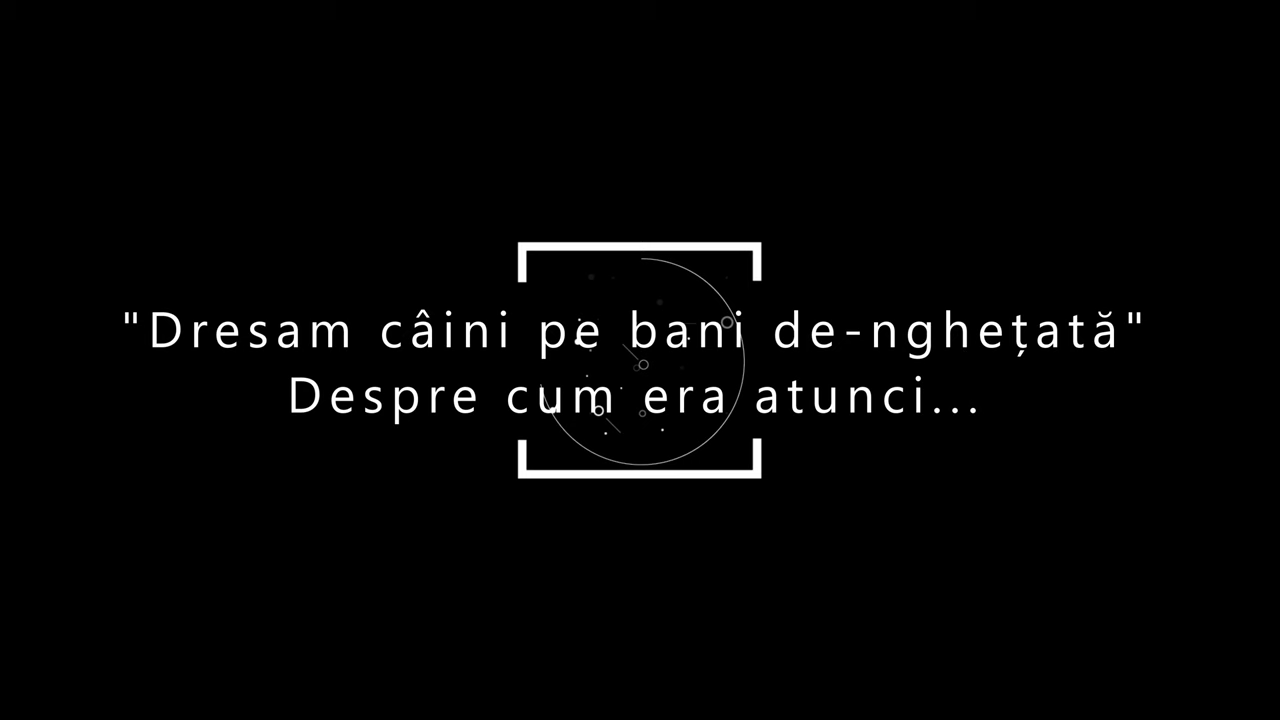 "Dresam câini pe bani de-nghețată"
Despre cum era atunci...